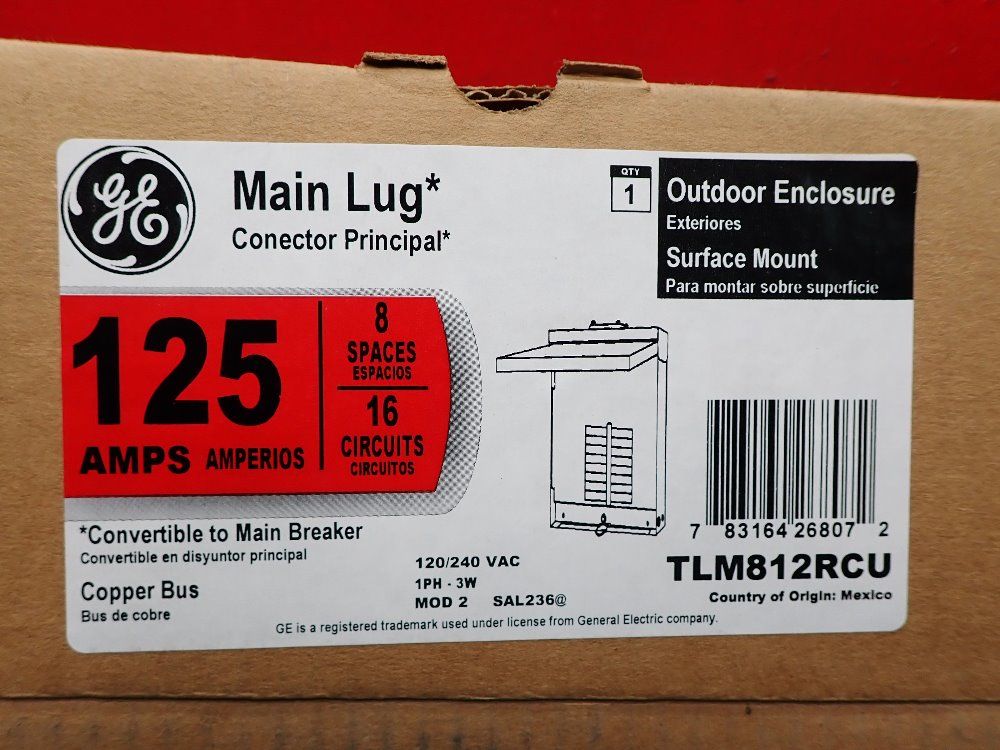 GE
Main Lug*
Conector Principal*
QTY
1
Outdoor Enclosure
Exteriores
Surface Mount
Para montar sobre superficie
125
AMPS AMPERIOS
8
SPACES
ESPACIOS
16
CIRCUITS
CIRCUITOS
*Convertible to Main Breaker
Convertible en disyuntor principal
Copper Bus
Bus de cobre
120/240 VAC
1PH - 3W
MOD 2 SAL236@
7 83164 26807 2
TLM812RCU
Country of Origin: Mexico
GE is a registered trademark used under license from General Electric company.